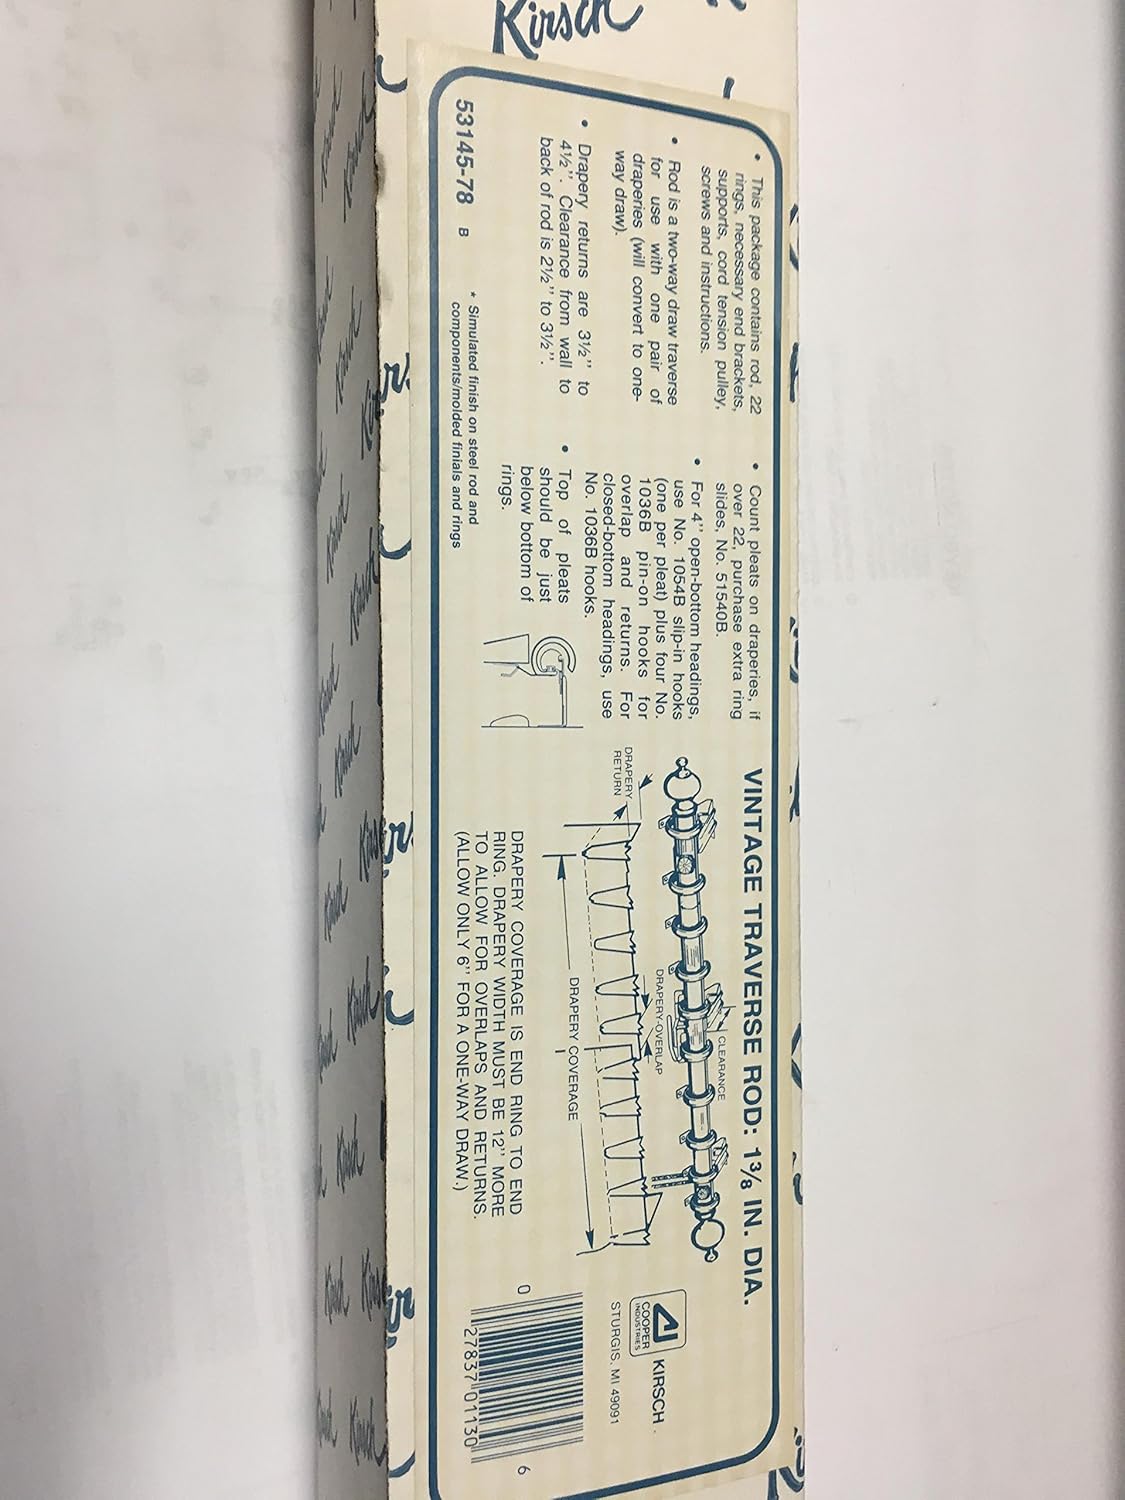 Kirsch
• This package contains rod, 22
rings, necessary end brackets,
supports, cord tension pulley,
screws and instructions.
• Rod is a two-way draw traverse
for use with one pair of
draperies (will convert to one-
way draw).
• Drapery returns are 3½" to
4½". Clearance from wall to
back of rod is 2½" to 3½".
53145-78 B
* Simulated finish on steel rod and
components/molded finials and rings
• Count pleats on draperies, if
over 22, purchase extra ring
slides, No. 51540B.
• For 4" open-bottom headings,
use No. 1054B slip-in hooks
(one per pleat) plus four No.
1036B pin-on hooks for
overlap and returns. For
closed-bottom headings, use
No. 1036B hooks.
• Top of pleats
should be just
below bottom of
rings.
VINTAGE TRAVERSE ROD: 1⅜ IN. DIA.
CLEARANCE
DRAPERY
RETURN
DRAPERY-OVERLAP
DRAPERY COVERAGE
DRAPERY COVERAGE IS END RING TO END
RING. DRAPERY WIDTH MUST BE 12" MORE
TO ALLOW FOR OVERLAPS AND RETURNS.
(ALLOW ONLY 6" FOR A ONE-WAY DRAW.)
COOPER
INDUSTRIES
KIRSCH
STURGIS, MI 49091
0 27837 01130 6
Kirsch
Kirsch
Kirsch
Kirsch
Kirsch
Kirsch
Kirsch
Kirsch